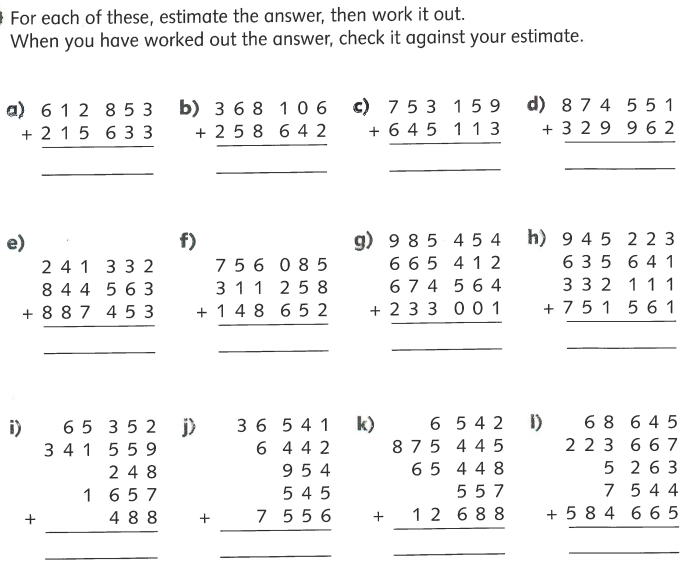 For each of these, estimate the answer, then work it out.
When you have worked out the answer, check it against your estimate.
a) 612 853 b) 368 106 c) 753 159 d) 874 551
+ 215 633 + 258 642 + 645 113 + 329 962
e) f) g) 985 454 h) 945 223
241 332 756 085 665 412 635 641
844 563 311 258 674 564 332 111
+ 887 453 + 148 652 + 233 001 + 751 561
i) 65 352 j) 36 541 k) 6 542 l) 68 645
341 559 6 442 875 445 223 667
248 954 65 448 5 263
1 657 545 557 7 544
+ 488 + 7 556 + 12 688 + 584 665